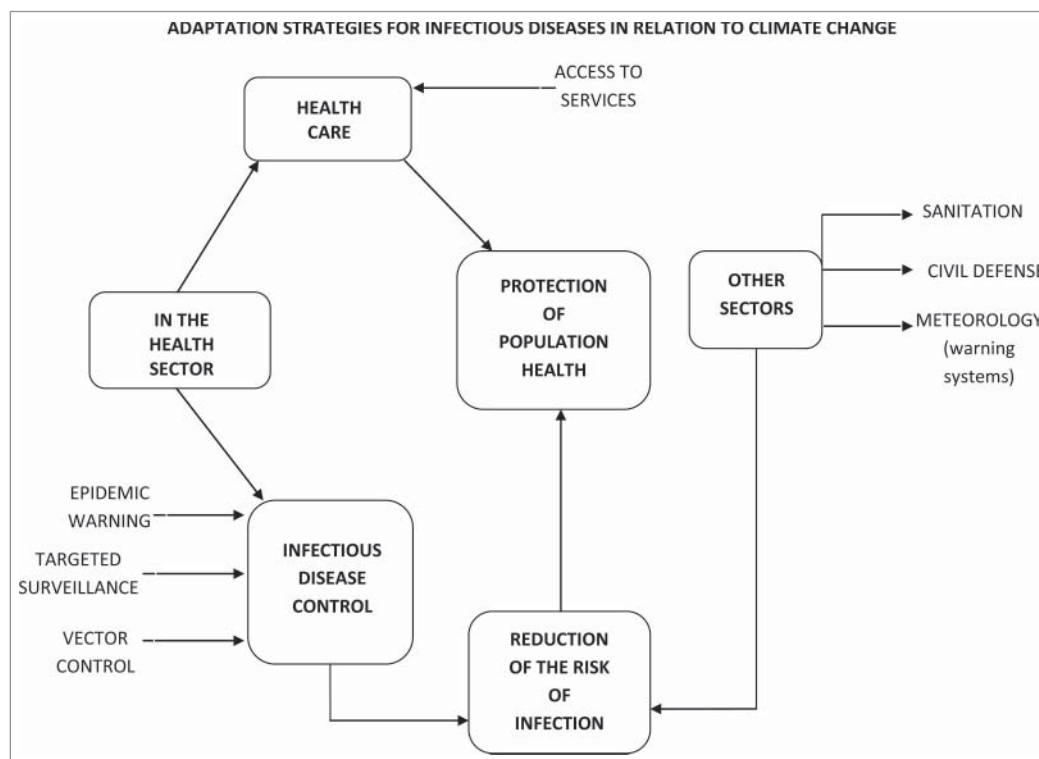 ADAPTATION STRATEGIES FOR INFECTIOUS DISEASES IN RELATION TO CLIMATE CHANGE
ACCESS TO
SERVICES
HEALTH
CARE
SANITATION
CIVIL DEFENSE
METEOROLOGY
(warning
systems)
OTHER
SECTORS
PROTECTION
OF
POPULATION
HEALTH
IN THE
HEALTH
SECTOR
EPIDEMIC
WARNING
TARGETED
SURVEILLANCE
VECTOR
CONTROL
INFECTIOUS
DISEASE
CONTROL
REDUCTION
OF THE RISK
OF
INFECTION